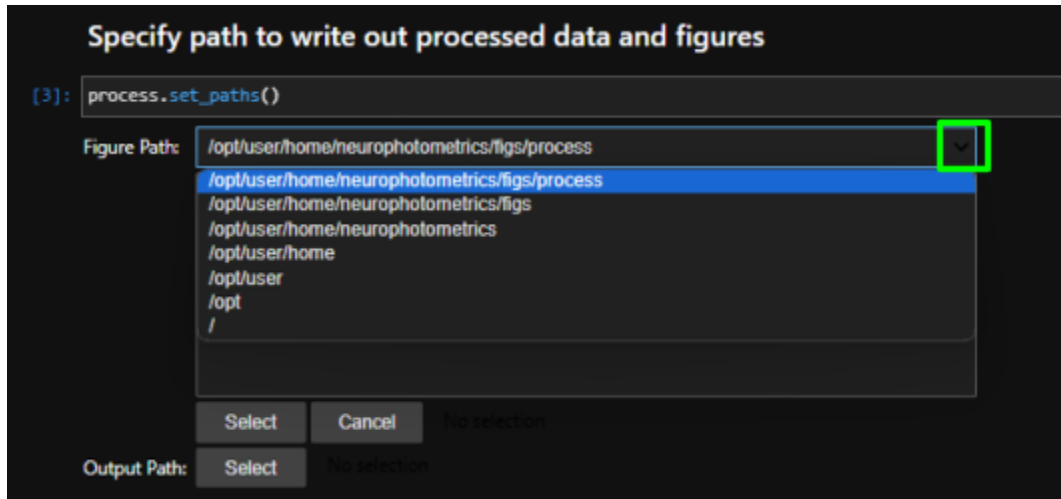 Specify path to write out processed data and figures
[3]: process.set_paths()
Figure Path: /opt/user/home/neurophotometrics/figs/process
/opt/user/home/neurophotometrics/figs/process
/opt/user/home/neurophotometrics/figs
/opt/user/home/neurophotometrics
/opt/user/home
/opt/user
/opt
/
Select Cancel No selection
Output Path: Select No selection